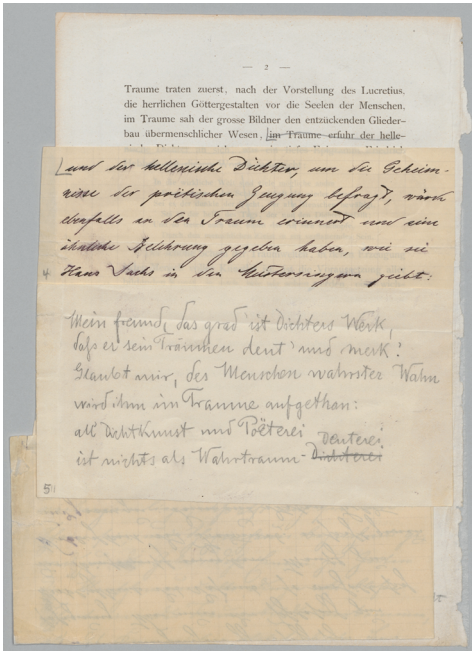 — 2 —
Traume traten zuerst, nach der Vorstellung des Lucretius,
die herrlichen Göttergestalten vor die Seelen der Menschen,
im Traume sah der grosse Bildner den entzückenden Glieder-
bau übermenschlicher Wesen, [im Traume erfuhr der helle-
[und der hellenische Dichter, um die Geheim-
nisse der poëtischen Zeugung befragt, würde
ebenfalls an den Traum erinnert und eine
ähnliche Belehrung gegeben haben, wie sie
4 Hans Sachs in den Meistersingern giebt:
Mein Freund, das grad' ist Dichters Werk,
daß er sein Träumen deut' und merk'.
Glaubt mir, des Menschen wahrster Wahn
wird ihm im Traume aufgethan:
all Dichtkunst und Poëterei
Deuterei
ist nichts als Wahrtraum-Dichterei
5